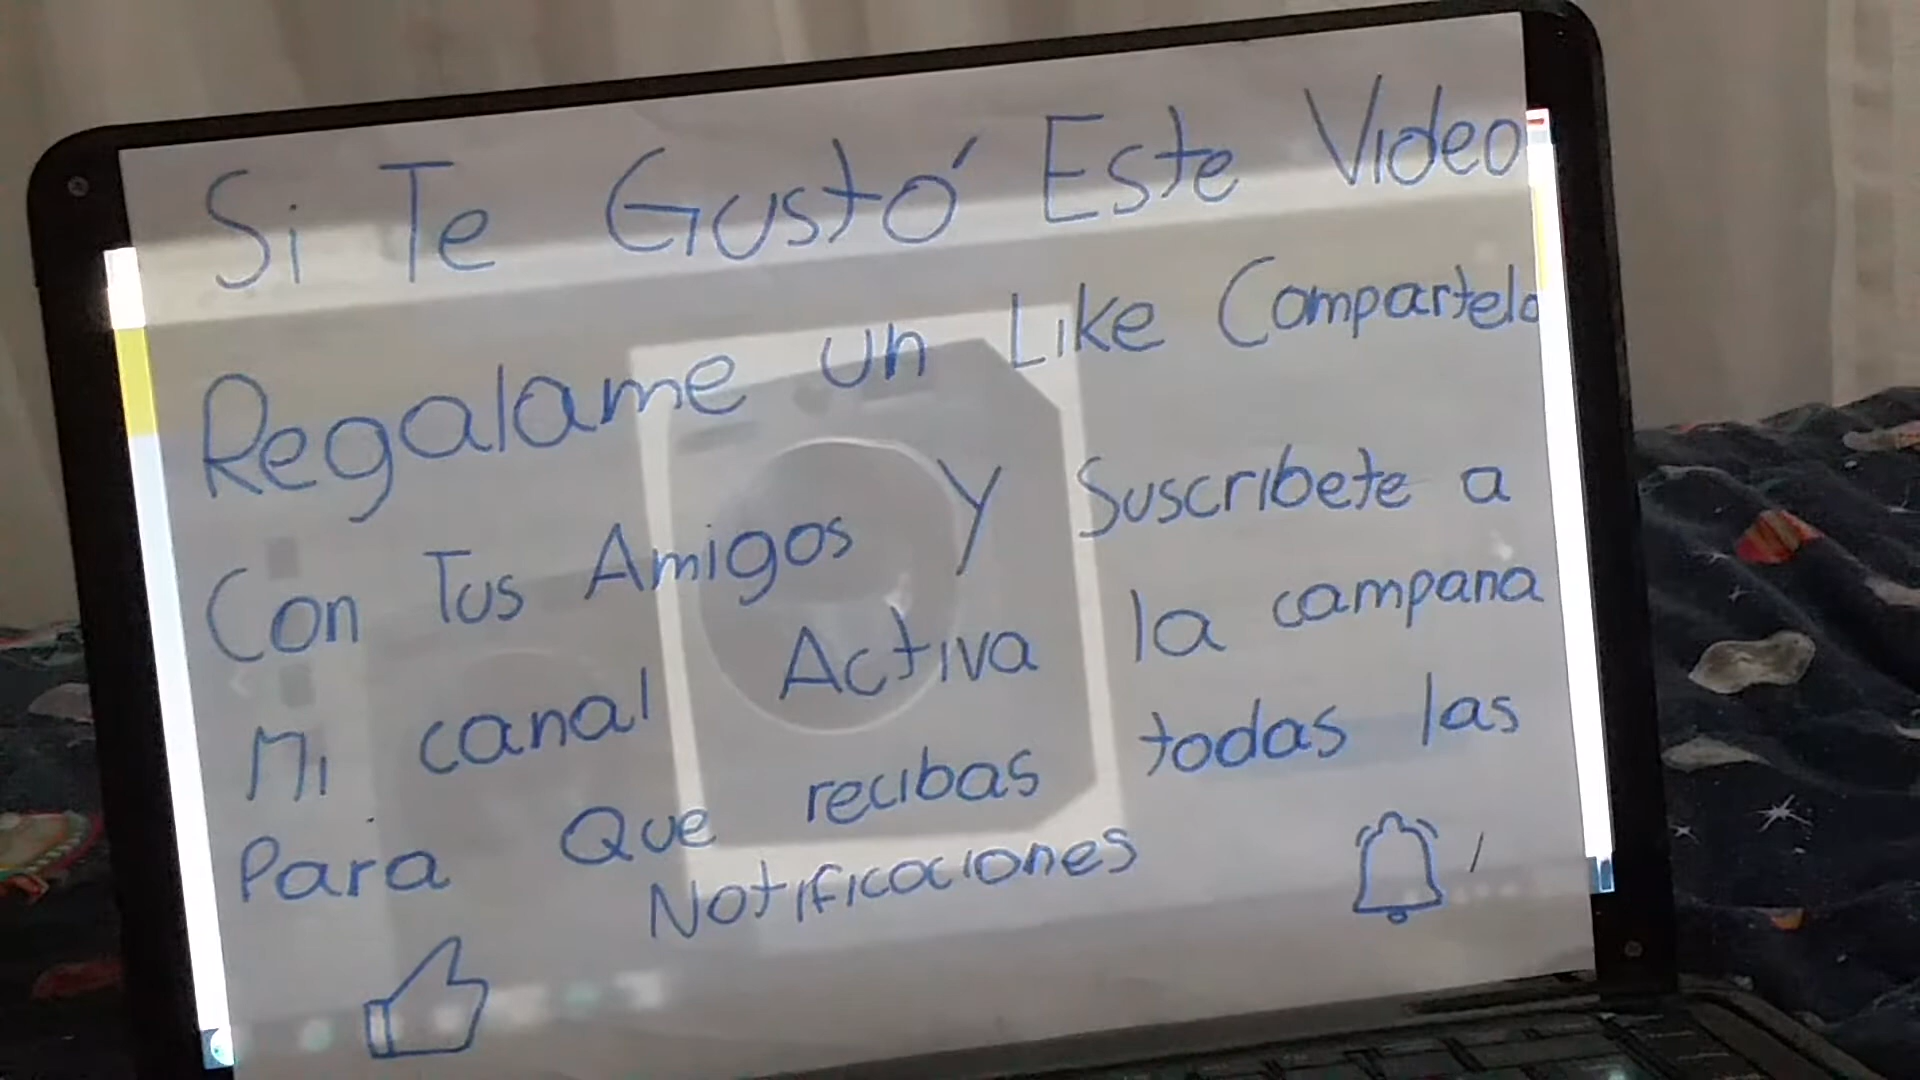 Si Te Gustó Este Video
Regalame un Like Compartelo
Con Tus Amigos Y Suscribete a
Mi canal Activa la campana
Para Que recibas todas las
Notificaciones